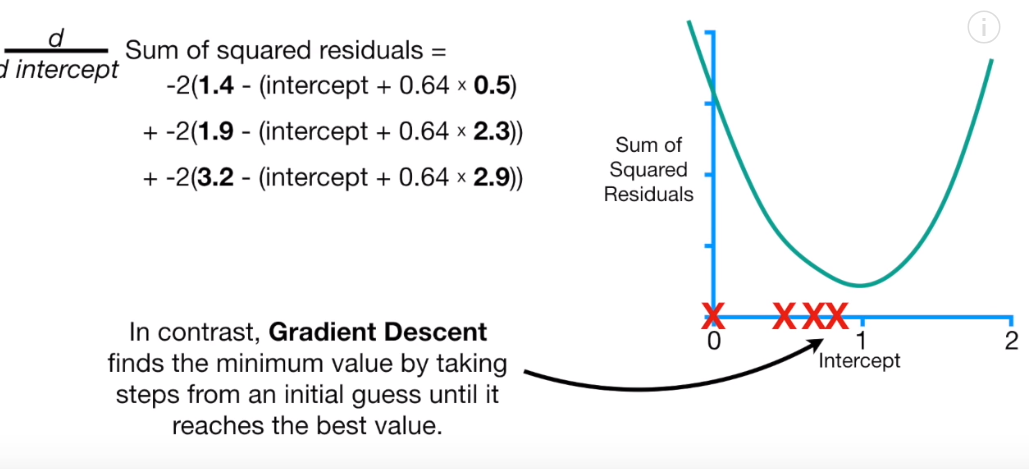 d
d intercept
Sum of squared residuals =
-2(1.4 - (intercept + 0.64 × 0.5)
+ -2(1.9 - (intercept + 0.64 × 2.3))
+ -2(3.2 - (intercept + 0.64 × 2.9))
Sum of
Squared
Residuals
X X X X
0 1 2
Intercept
In contrast, Gradient Descent
finds the minimum value by taking
steps from an initial guess until it
reaches the best value.
i